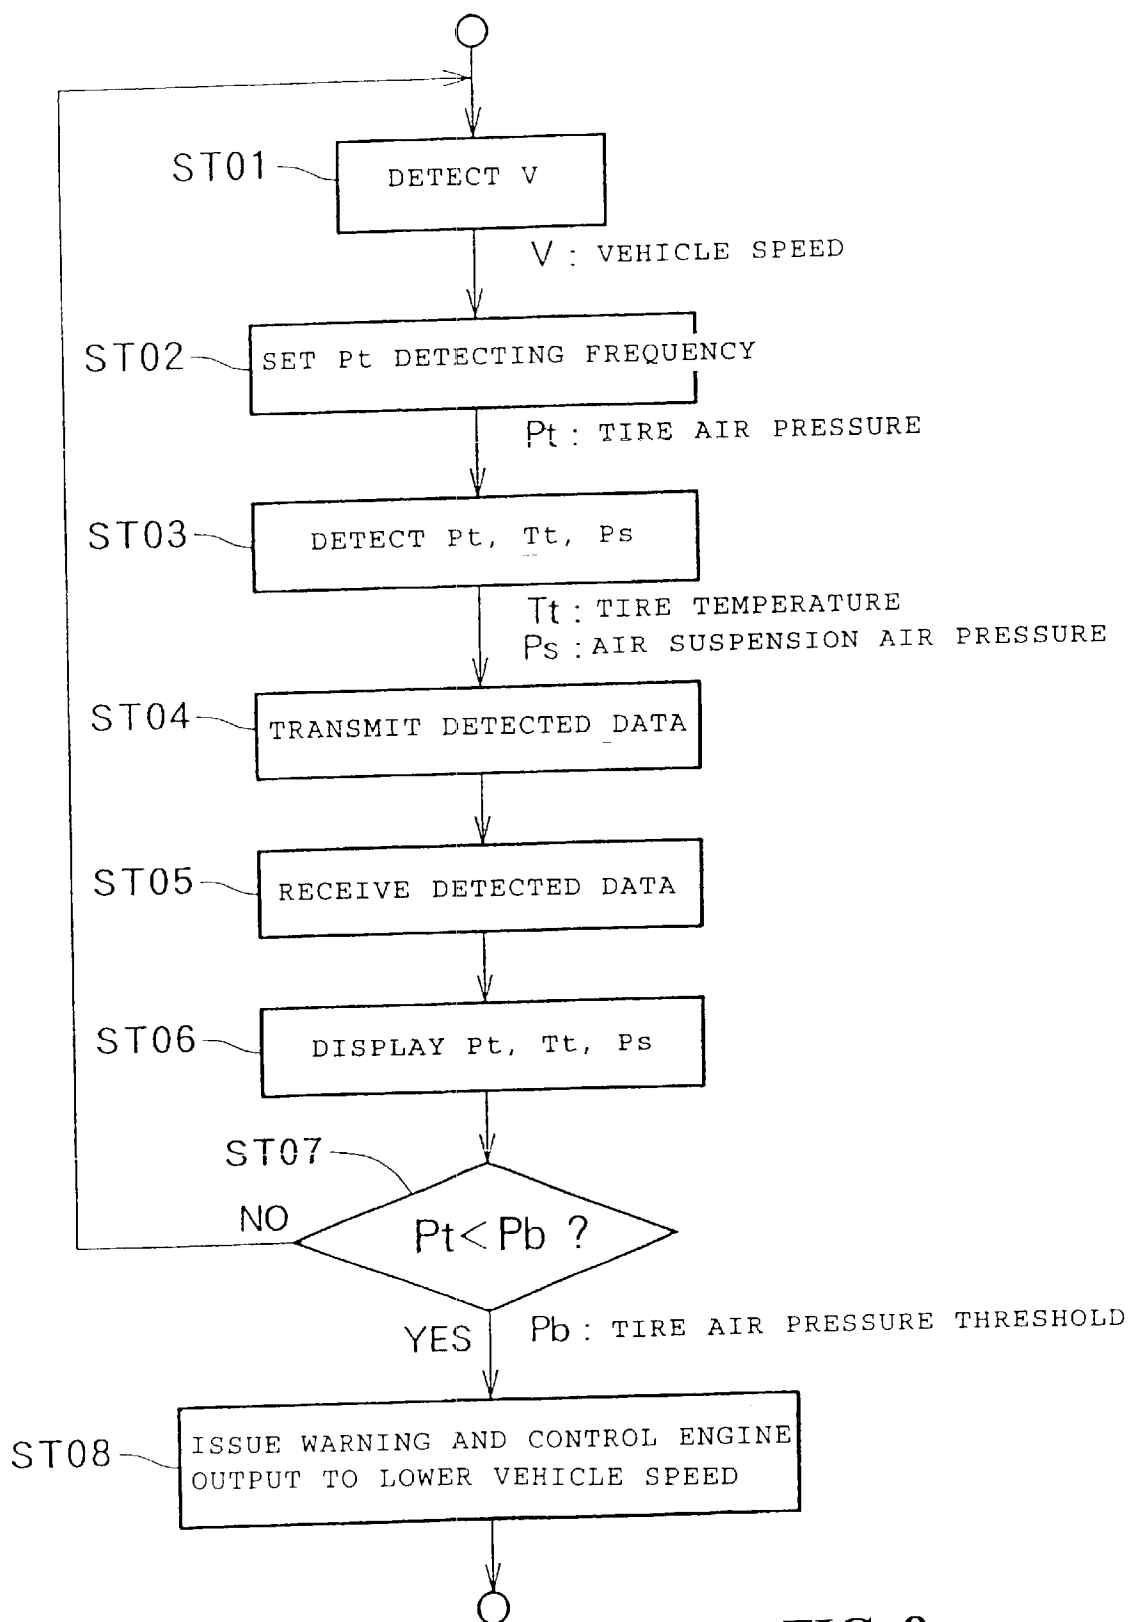 ST01
DETECT V
V : VEHICLE SPEED
ST02
SET Pt DETECTING FREQUENCY
Pt : TIRE AIR PRESSURE
ST03
DETECT Pt, Tt, Ps
Tt : TIRE TEMPERATURE
Ps : AIR SUSPENSION AIR PRESSURE
ST04
TRANSMIT DETECTED DATA
ST05
RECEIVE DETECTED DATA
ST06
DISPLAY Pt, Tt, Ps
ST07
NO
Pt<Pb ?
YES
Pb : TIRE AIR PRESSURE THRESHOLD
ST08
ISSUE WARNING AND CONTROL ENGINE
OUTPUT TO LOWER VEHICLE SPEED